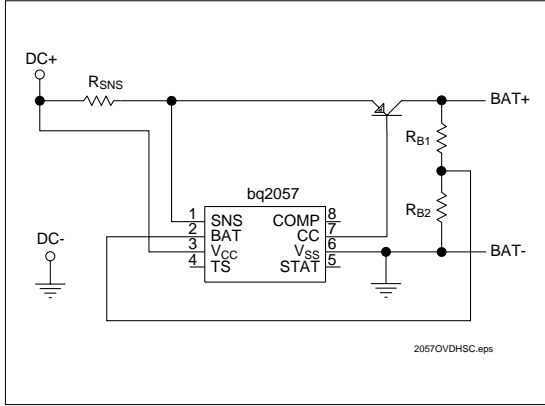 DC+
RSNS
BAT+
RB1
bq2057
1 SNS COMP 8
2 BAT CC 7
3 VCC VSS 6
4 TS STAT 5
RB2
DC-
BAT-
2057OVDHSC.eps